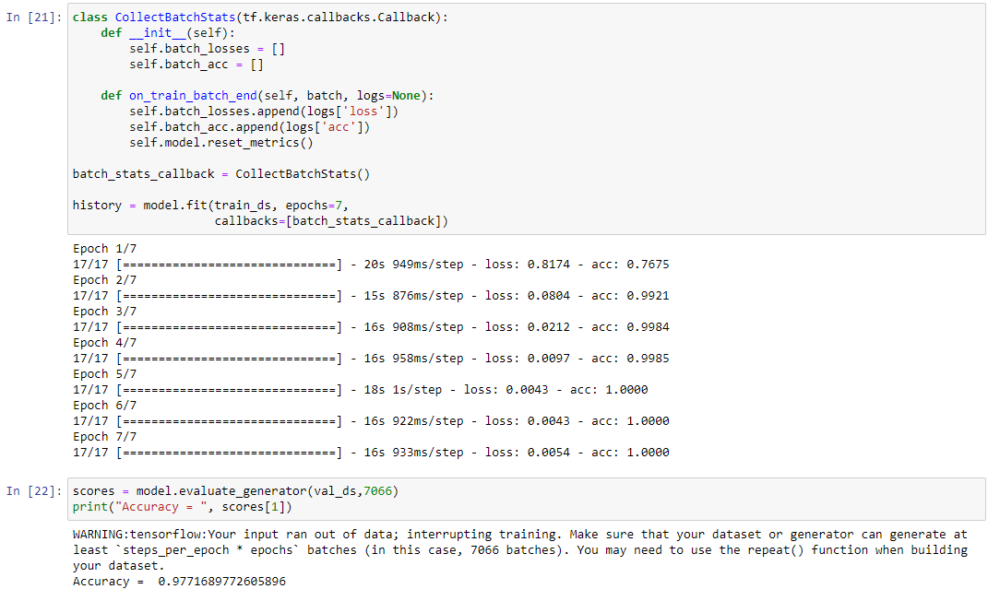 In [21]: class CollectBatchStats(tf.keras.callbacks.Callback):
    def __init__(self):
        self.batch_losses = []
        self.batch_acc = []

    def on_train_batch_end(self, batch, logs=None):
        self.batch_losses.append(logs['loss'])
        self.batch_acc.append(logs['acc'])
        self.model.reset_metrics()

batch_stats_callback = CollectBatchStats()

history = model.fit(train_ds, epochs=7,
                    callbacks=[batch_stats_callback])
Epoch 1/7
17/17 [==============================] - 20s 949ms/step - loss: 0.8174 - acc: 0.7675
Epoch 2/7
17/17 [==============================] - 15s 876ms/step - loss: 0.0804 - acc: 0.9921
Epoch 3/7
17/17 [==============================] - 16s 908ms/step - loss: 0.0212 - acc: 0.9984
Epoch 4/7
17/17 [==============================] - 16s 958ms/step - loss: 0.0097 - acc: 0.9985
Epoch 5/7
17/17 [==============================] - 18s 1s/step - loss: 0.0043 - acc: 1.0000
Epoch 6/7
17/17 [==============================] - 16s 922ms/step - loss: 0.0043 - acc: 1.0000
Epoch 7/7
17/17 [==============================] - 16s 933ms/step - loss: 0.0054 - acc: 1.0000
In [22]: scores = model.evaluate_generator(val_ds,7066)
print("Accuracy = ", scores[1])
WARNING:tensorflow:Your input ran out of data; interrupting training. Make sure that your dataset or generator can generate at
least `steps_per_epoch * epochs` batches (in this case, 7066 batches). You may need to use the repeat() function when building
your dataset.
Accuracy =  0.9771689772605896